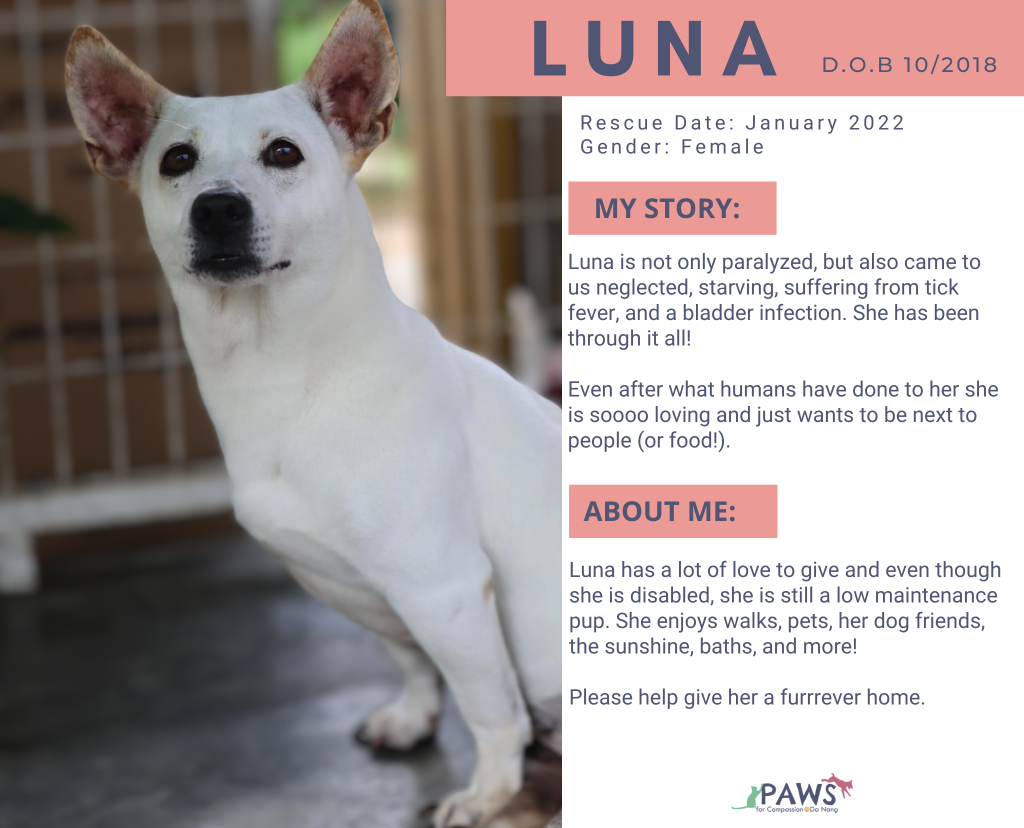 LUNA D.O.B 10/2018
Rescue Date: January 2022
Gender: Female
MY STORY:
Luna is not only paralyzed, but also came to
us neglected, starving, suffering from tick
fever, and a bladder infection. She has been
through it all!
Even after what humans have done to her she
is soooo loving and just wants to be next to
people (or food!).
ABOUT ME:
Luna has a lot of love to give and even though
she is disabled, she is still a low maintenance
pup. She enjoys walks, pets, her dog friends,
the sunshine, baths, and more!
Please help give her a furrrever home.
PAWS
for Compassion@Da Nang